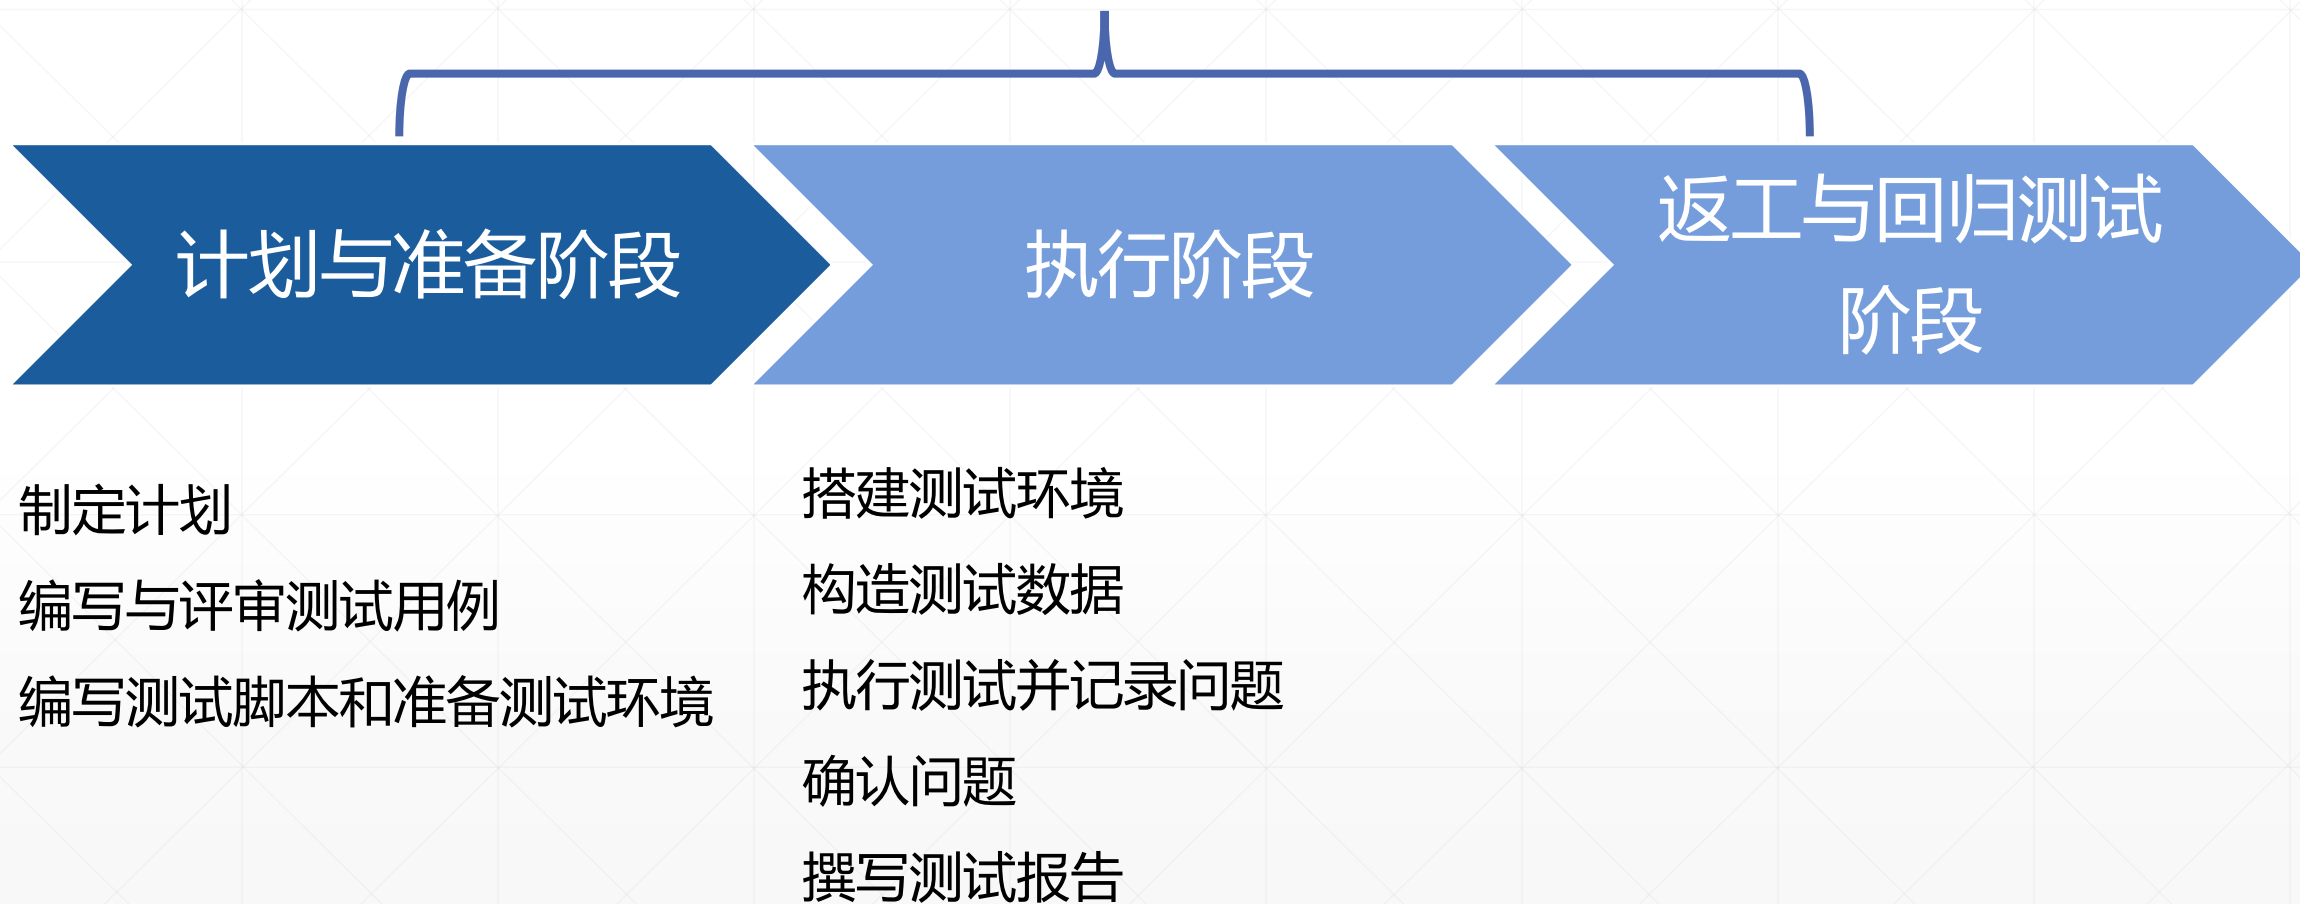 计划与准备阶段
执行阶段
返工与回归测试
阶段
制定计划
编写与评审测试用例
编写测试脚本和准备测试环境
搭建测试环境
构造测试数据
执行测试并记录问题
确认问题
撰写测试报告